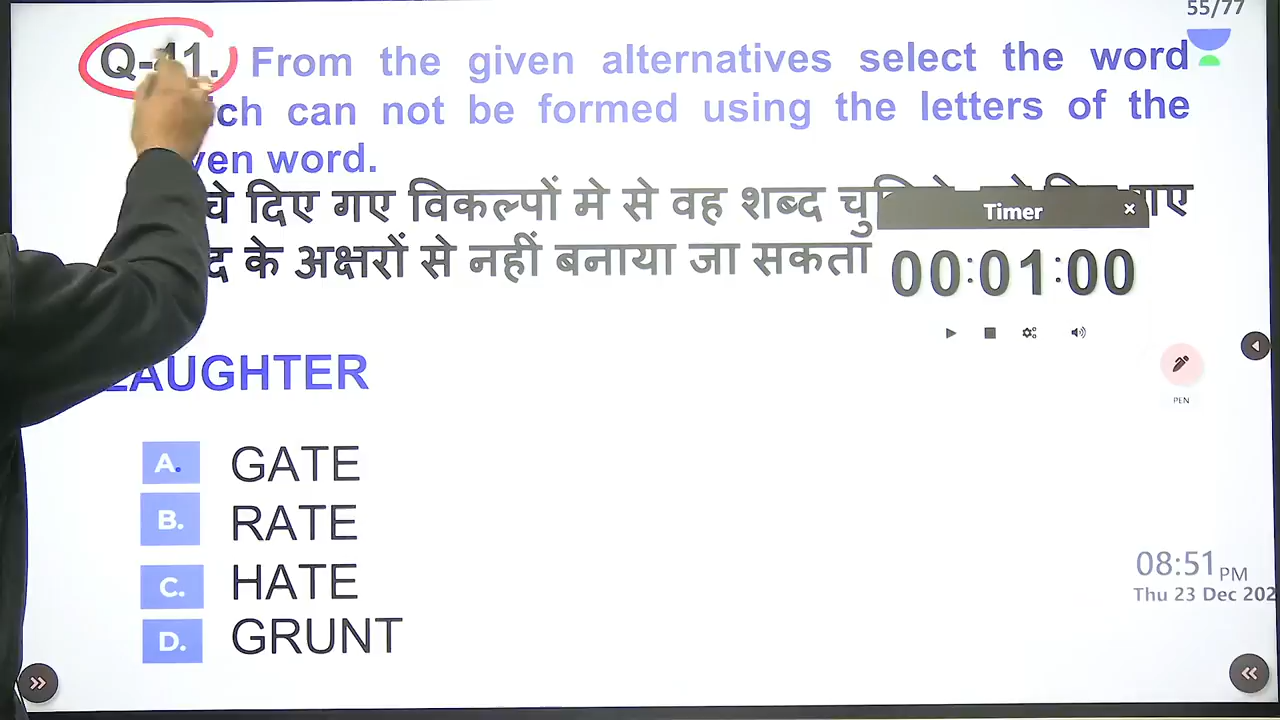 55/77
Q-41. From the given alternatives select the word
can not be formed using the letters of the
word.
दिए गए विकल्पों मे से वह शब्द
के अक्षरों से नहीं बनाया जा सकता
Timer
00:01:00
LAUGHTER
PEN
A. GATE
B. RATE
C. HATE
D. GRUNT
08:51 PM
Thu 23 Dec